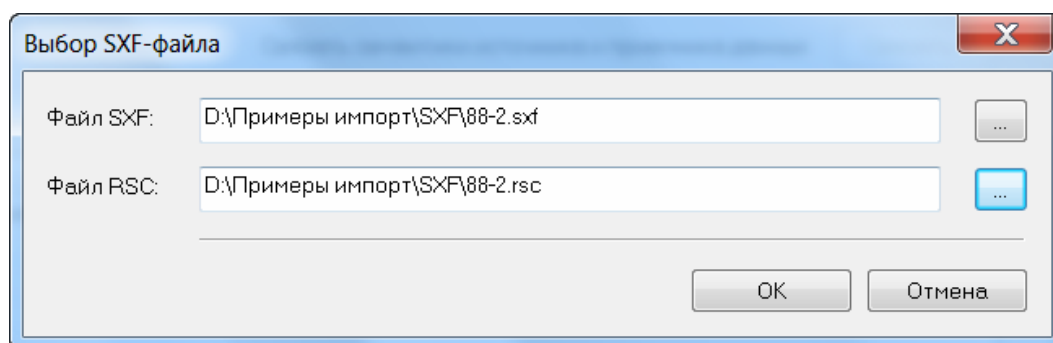 Выбор SXF-файла
Файл SXF: D:\Примеры импорт\SXF\88-2.sxf ...
Файл RSC: D:\Примеры импорт\SXF\88-2.rsc ...
OK Отмена